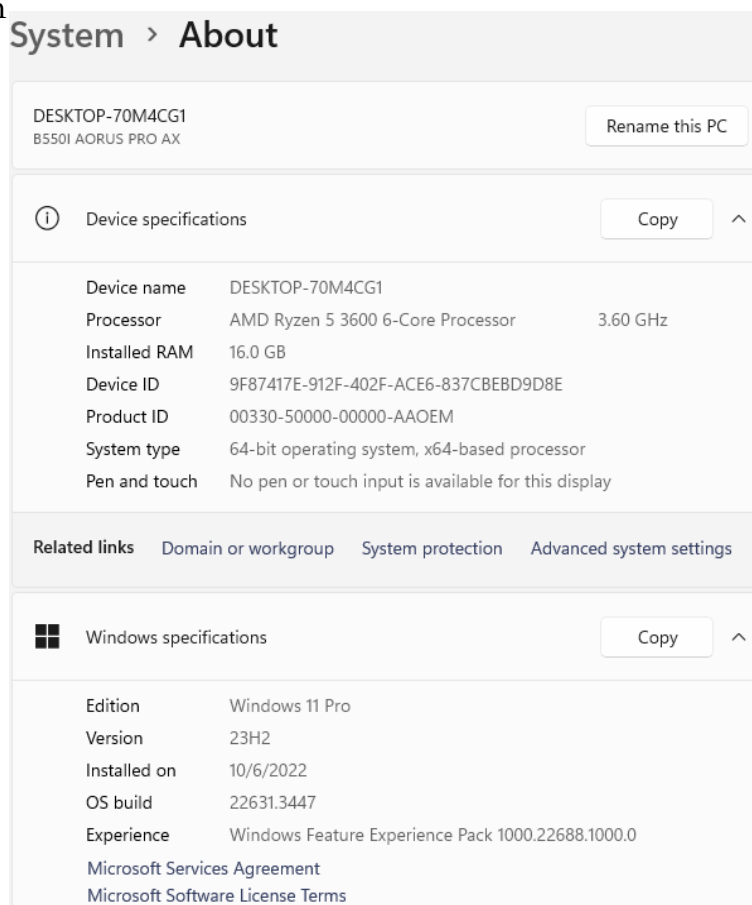 System > About
DESKTOP-70M4CG1
B550I AORUS PRO AX
Rename this PC
Device specifications
Copy
Device name DESKTOP-70M4CG1
Processor AMD Ryzen 5 3600 6-Core Processor 3.60 GHz
Installed RAM 16.0 GB
Device ID 9F87417E-912F-402F-ACE6-837CBEBD9D8E
Product ID 00330-50000-00000-AAOEM
System type 64-bit operating system, x64-based processor
Pen and touch No pen or touch input is available for this display
Related links Domain or workgroup System protection Advanced system settings
Windows specifications
Copy
Edition Windows 11 Pro
Version 23H2
Installed on 10/6/2022
OS build 22631.3447
Experience Windows Feature Experience Pack 1000.22688.1000.0
Microsoft Services Agreement
Microsoft Software License Terms